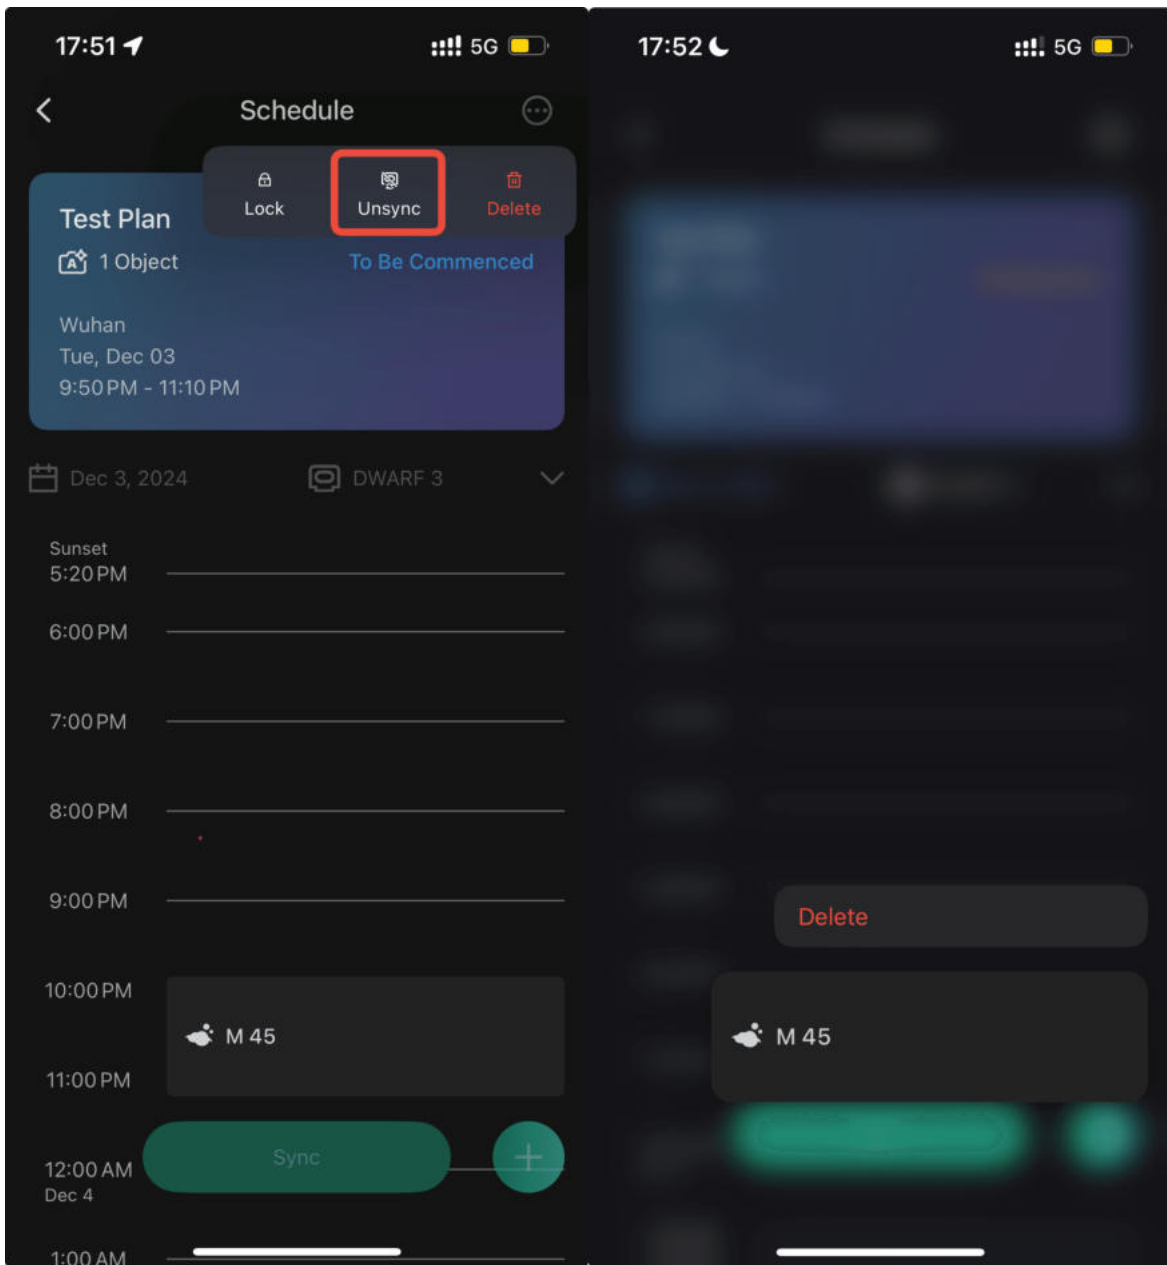 17:51
5G
Schedule
Lock
Unsync
Delete
Test Plan
1 Object
To Be Commenced
Wuhan
Tue, Dec 03
9:50 PM - 11:10 PM
Dec 3, 2024
DWARF 3
Sunset
5:20 PM
6:00 PM
7:00 PM
8:00 PM
9:00 PM
10:00 PM
M 45
11:00 PM
Sync
12:00 AM
Dec 4
1:00 AM
17:52
5G
Delete
M 45